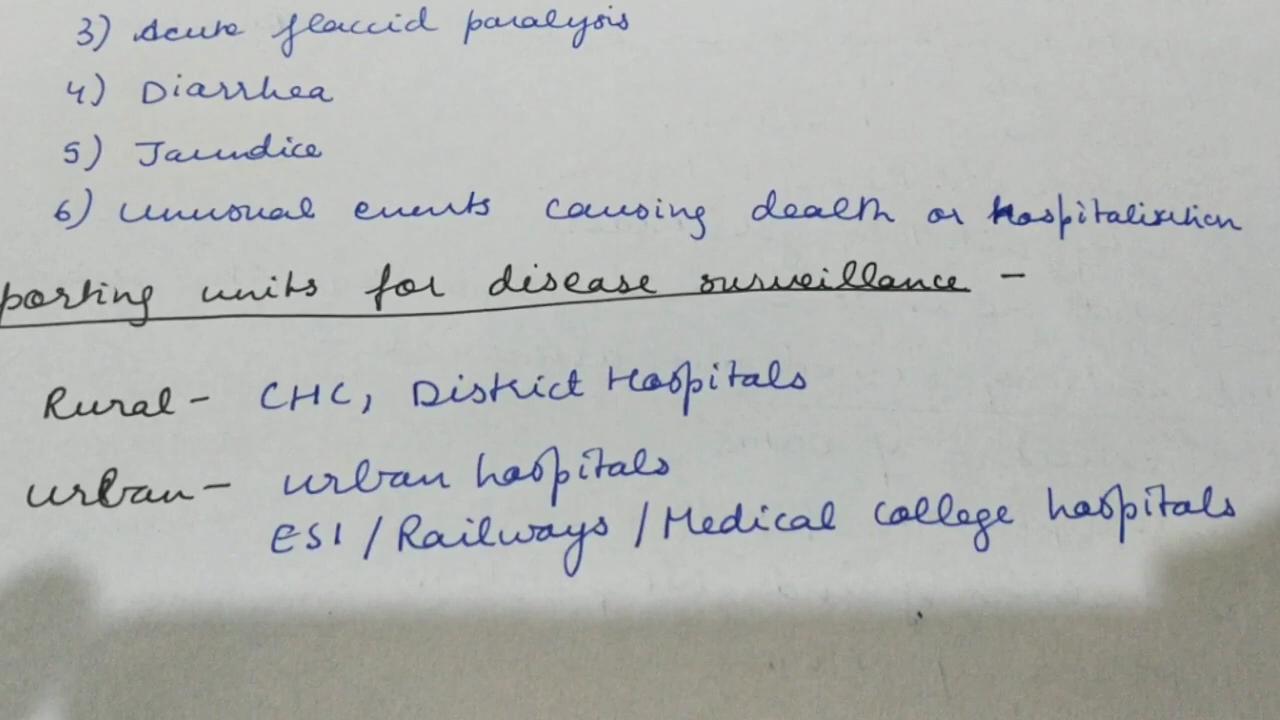 3) Acute flaccid paralysis
4) Diarrhea
5) Jaundice
6) Unusual events causing death or hospitalisation
porting units for disease surveillance -
Rural - CHC, District Hospitals
Urban - Urban hospitals
ESI / Railways / Medical college hospitals